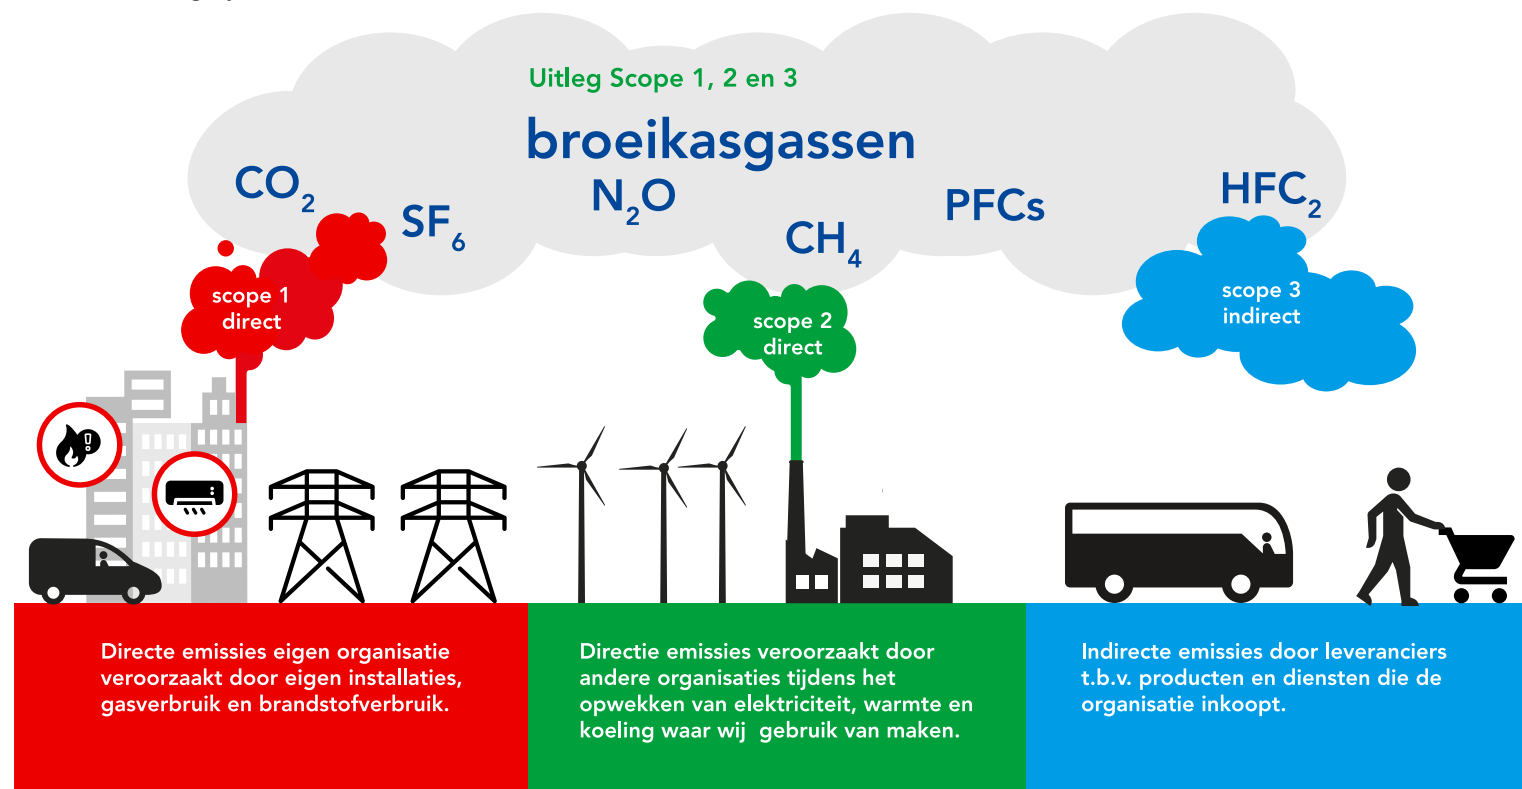 Uitleg Scope 1, 2 en 3
broeikasgassen
CO₂
SF₆
N₂O
CH₄
PFCs
HFC₂
scope 1
direct
scope 2
direct
scope 3
indirect
Directe emissies eigen organisatie
veroorzaakt door eigen installaties,
gasverbruik en brandstofverbruik.
Directie emissies veroorzaakt door
andere organisaties tijdens het
opwekken van elektriciteit, warmte en
koeling waar wij gebruik van maken.
Indirecte emissies door leveranciers
t.b.v. producten en diensten die de
organisatie inkoopt.